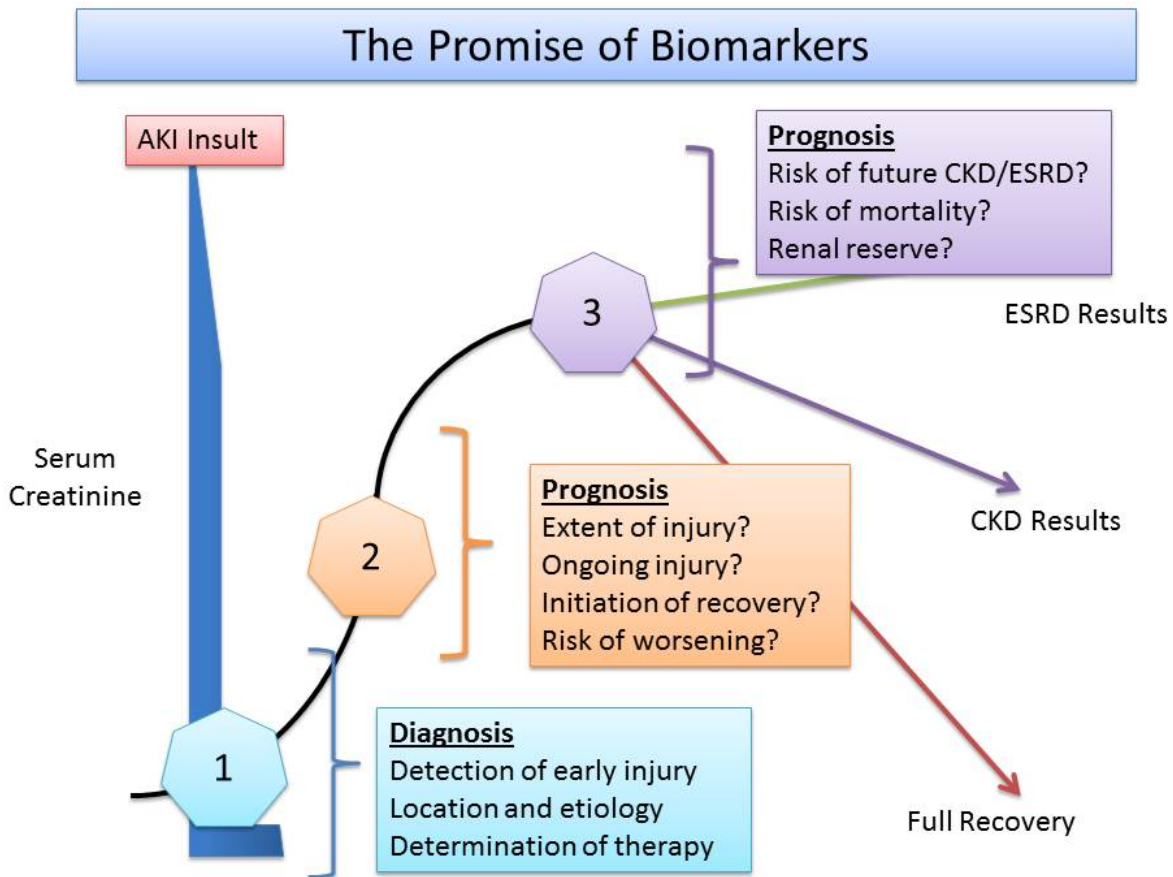 The Promise of Biomarkers
AKI Insult
Prognosis
Risk of future CKD/ESRD?
Risk of mortality?
Renal reserve?
3
ESRD Results
Serum
Creatinine
2
Prognosis
Extent of injury?
Ongoing injury?
Initiation of recovery?
Risk of worsening?
CKD Results
1
Diagnosis
Detection of early injury
Location and etiology
Determination of therapy
Full Recovery